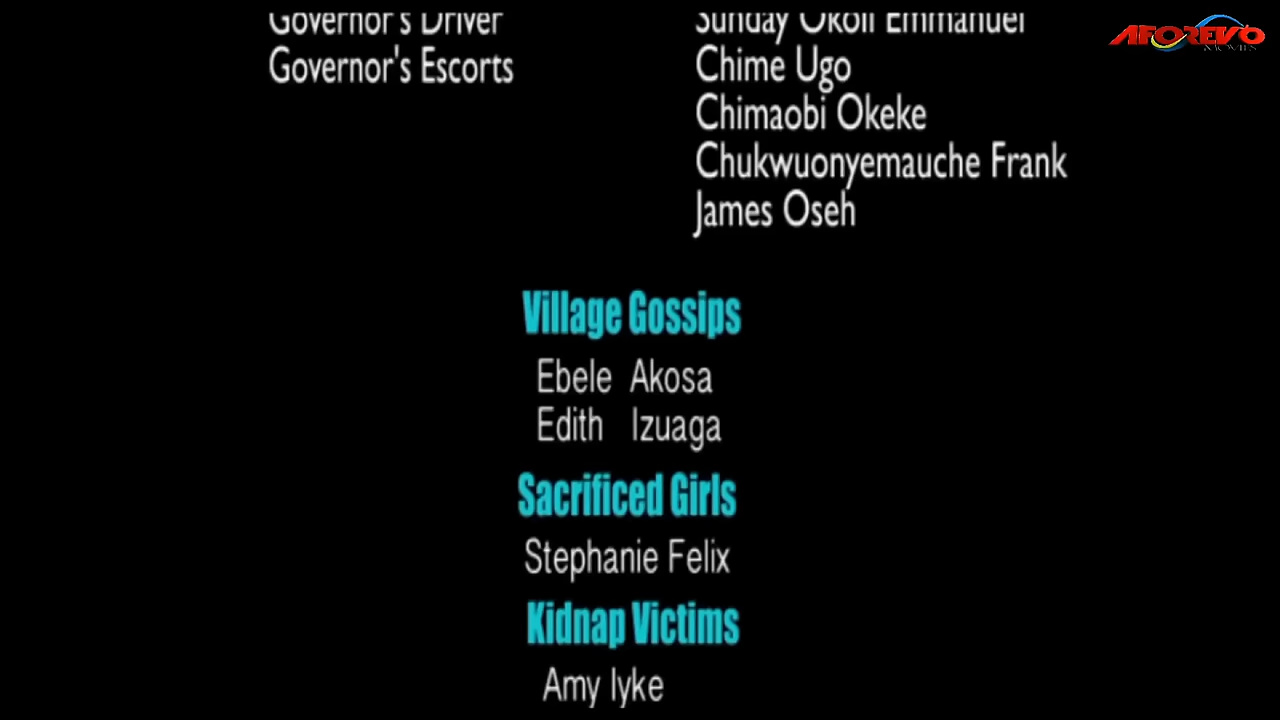 Governor's Driver Sunday Okoli Emmanuel
Governor's Escorts Chime Ugo
Chimaobi Okeke
Chukwuonyemauche Frank
James Oseh
Village Gossips
Ebele Akosa
Edith Izuaga
Sacrificed Girls
Stephanie Felix
Kidnap Victims
Amy Iyke
AFOREVO
MOVIES